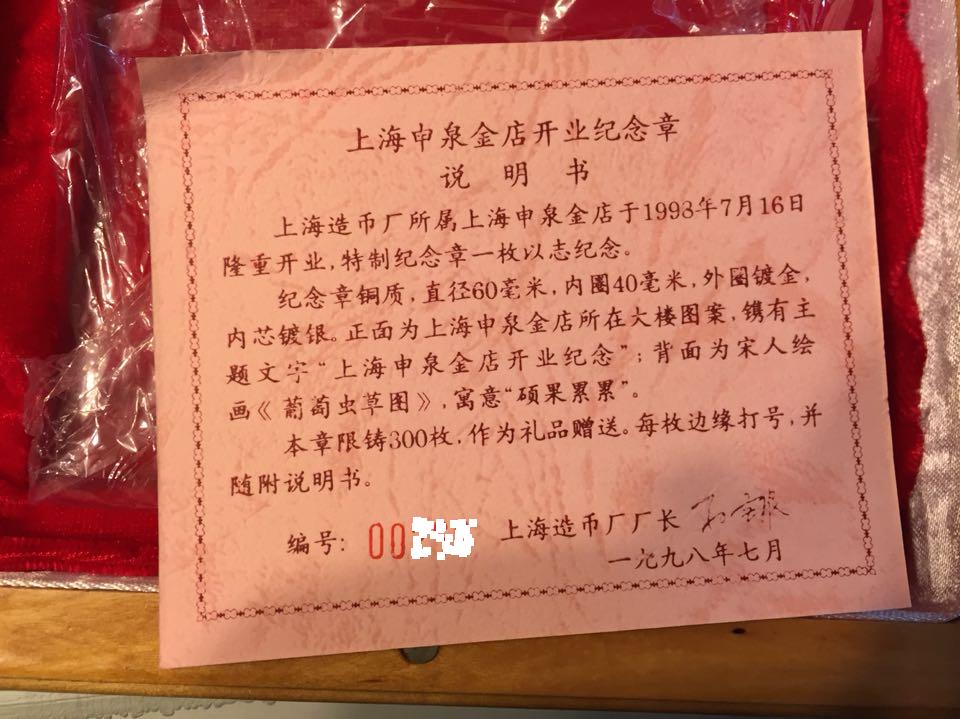 上海申泉金店开业纪念章
说 明 书
上海造币厂所属上海申泉金店于1998年7月16日
隆重开业,特制纪念章一枚以志纪念。
纪念章铜质,直径60毫米,内圈40毫米,外圈镀金,
内芯镀银。正面为上海申泉金店所在大楼图案,镌有主
题文字“上海申泉金店开业纪念”;背面为宋人绘
画《葡萄虫草图》,寓意“硕果累累”。
本章限铸300枚,作为礼品赠送。每枚边缘打号,并
随附说明书。
编号: 00
上海造币厂厂长
一九九八年七月